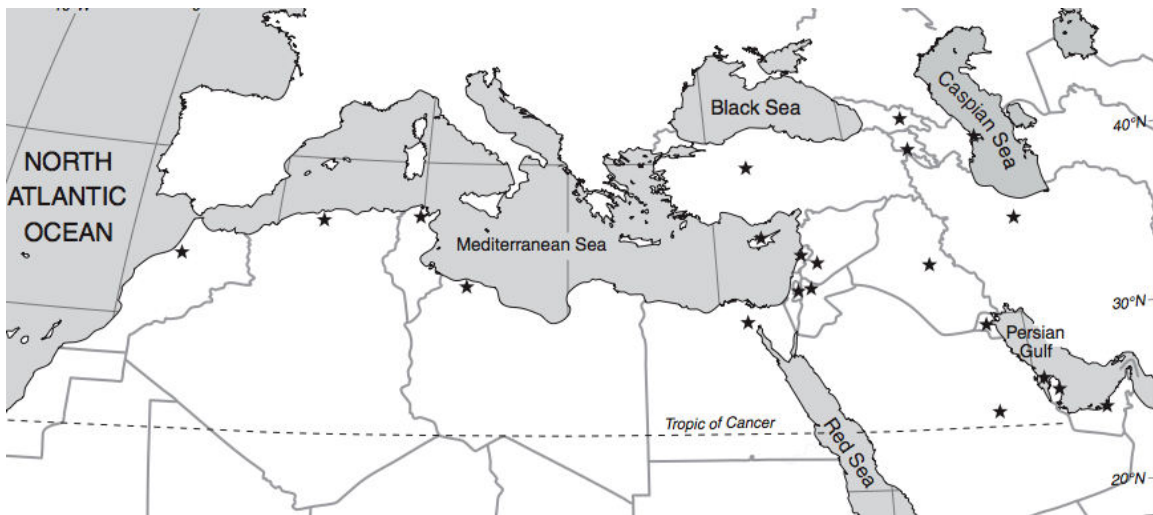 NORTH
ATLANTIC
OCEAN
Mediterranean Sea
Black Sea
Caspian Sea
40°N
30°N
Persian
Gulf
Tropic of Cancer
Red Sea
20°N